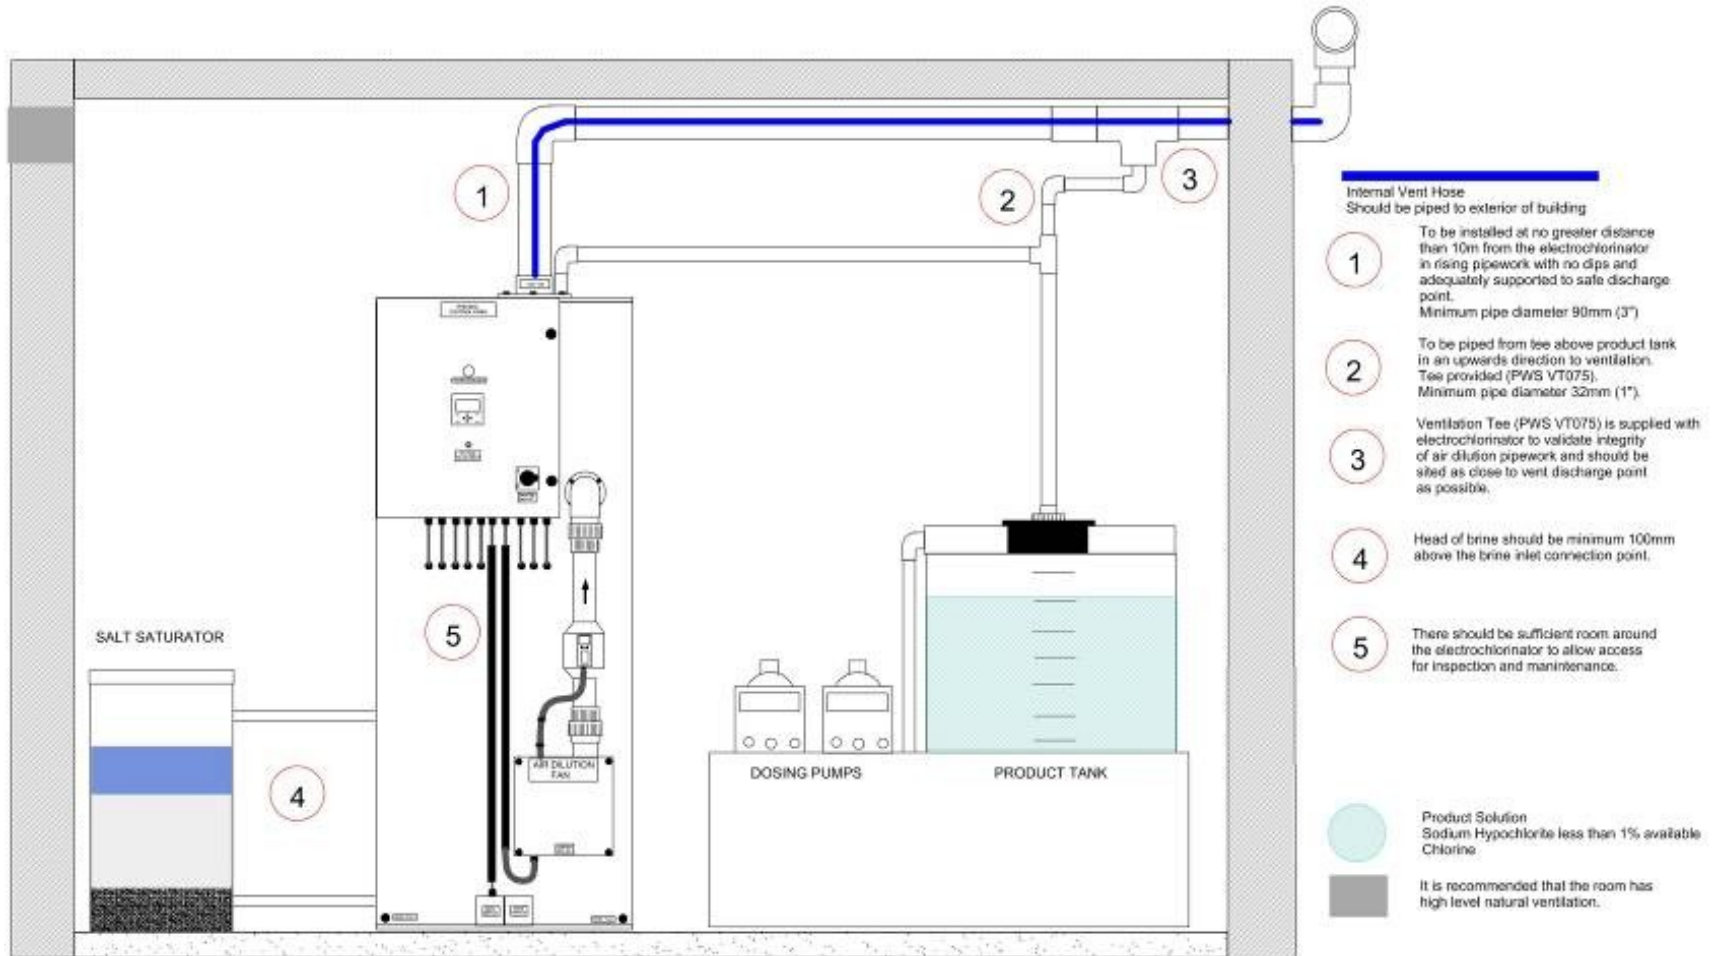 1
2
3
Internal Vent Hose
Should be piped to exterior of building
1
To be installed at no greater distance
than 10m from the electrochlorinator
in rising pipework with no dips and
adequately supported to safe discharge
point.
Minimum pipe diameter 90mm (3")
2
To be piped from tee above product tank
in an upwards direction to ventilation.
Tee provided (PWS VT075).
Minimum pipe diameter 32mm (1").
3
Ventilation Tee (PWS VT075) is supplied with
electrochlorinator to validate integrity
of air dilution pipework and should be
sited as close to vent discharge point
as possible.
4
Head of brine should be minimum 100mm
above the brine inlet connection point.
5
There should be sufficient room around
the electrochlorinator to allow access
for inspection and manintenance.
SALT SATURATOR
5
4
AIR DILUTION
FAN
DOSING PUMPS
PRODUCT TANK
Product Solution
Sodium Hypochlorite less than 1% available
Chlorine
It is recommended that the room has
high level natural ventilation.